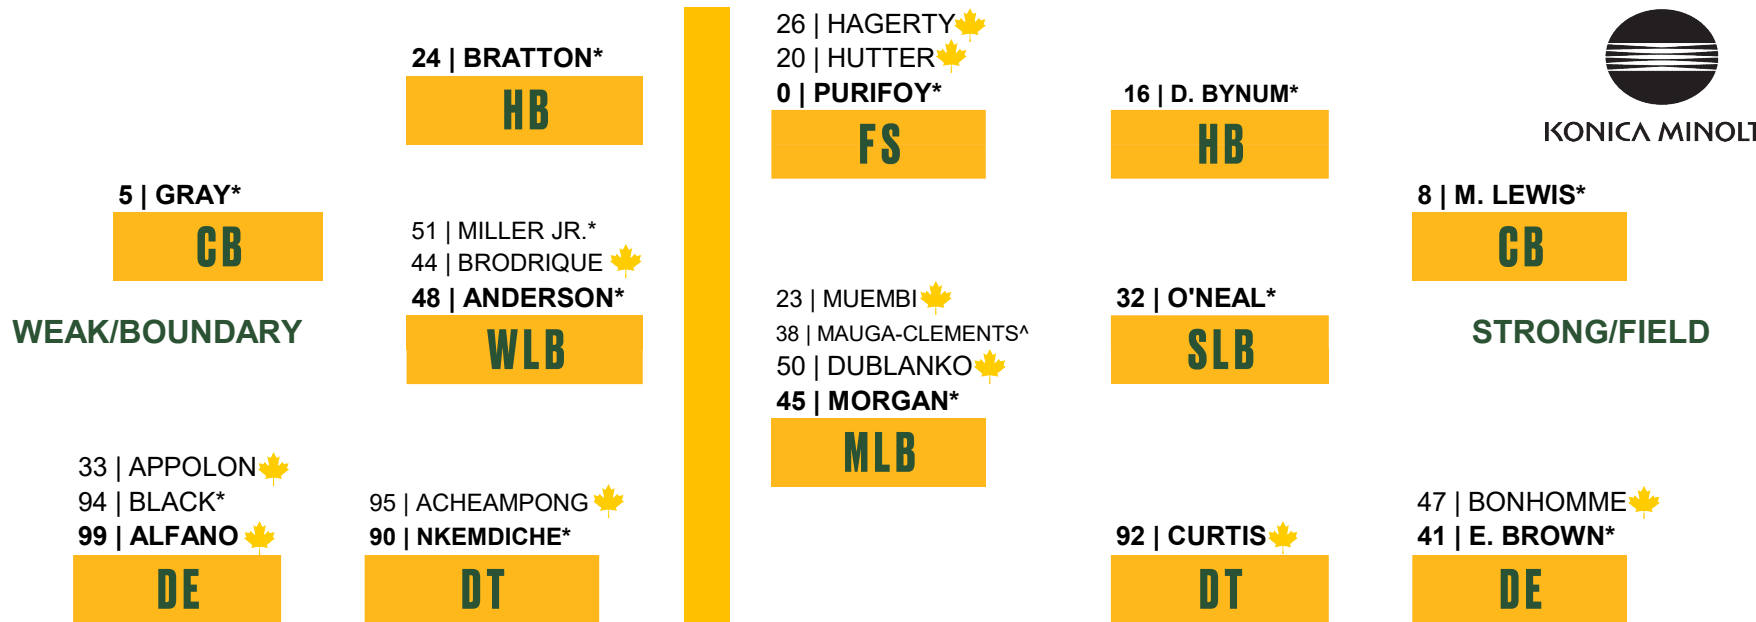 26 | HAGERTY
20 | HUTTER
0 | PURIFOY*
FS
24 | BRATTON*
HB
16 | D. BYNUM*
HB
KONICA MINOLT
5 | GRAY*
CB
8 | M. LEWIS*
CB
51 | MILLER JR.*
44 | BRODRIQUE
48 | ANDERSON*
WLB
23 | MUEMBI
38 | MAUGA-CLEMENTS^
50 | DUBLANKO
45 | MORGAN*
MLB
32 | O'NEAL*
SLB
WEAK/BOUNDARY
STRONG/FIELD
33 | APPOLON
94 | BLACK*
99 | ALFANO
DE
95 | ACHEAMPONG
90 | NKEMDICHE*
DT
92 | CURTIS
DT
47 | BONHOMME
41 | E. BROWN*
DE